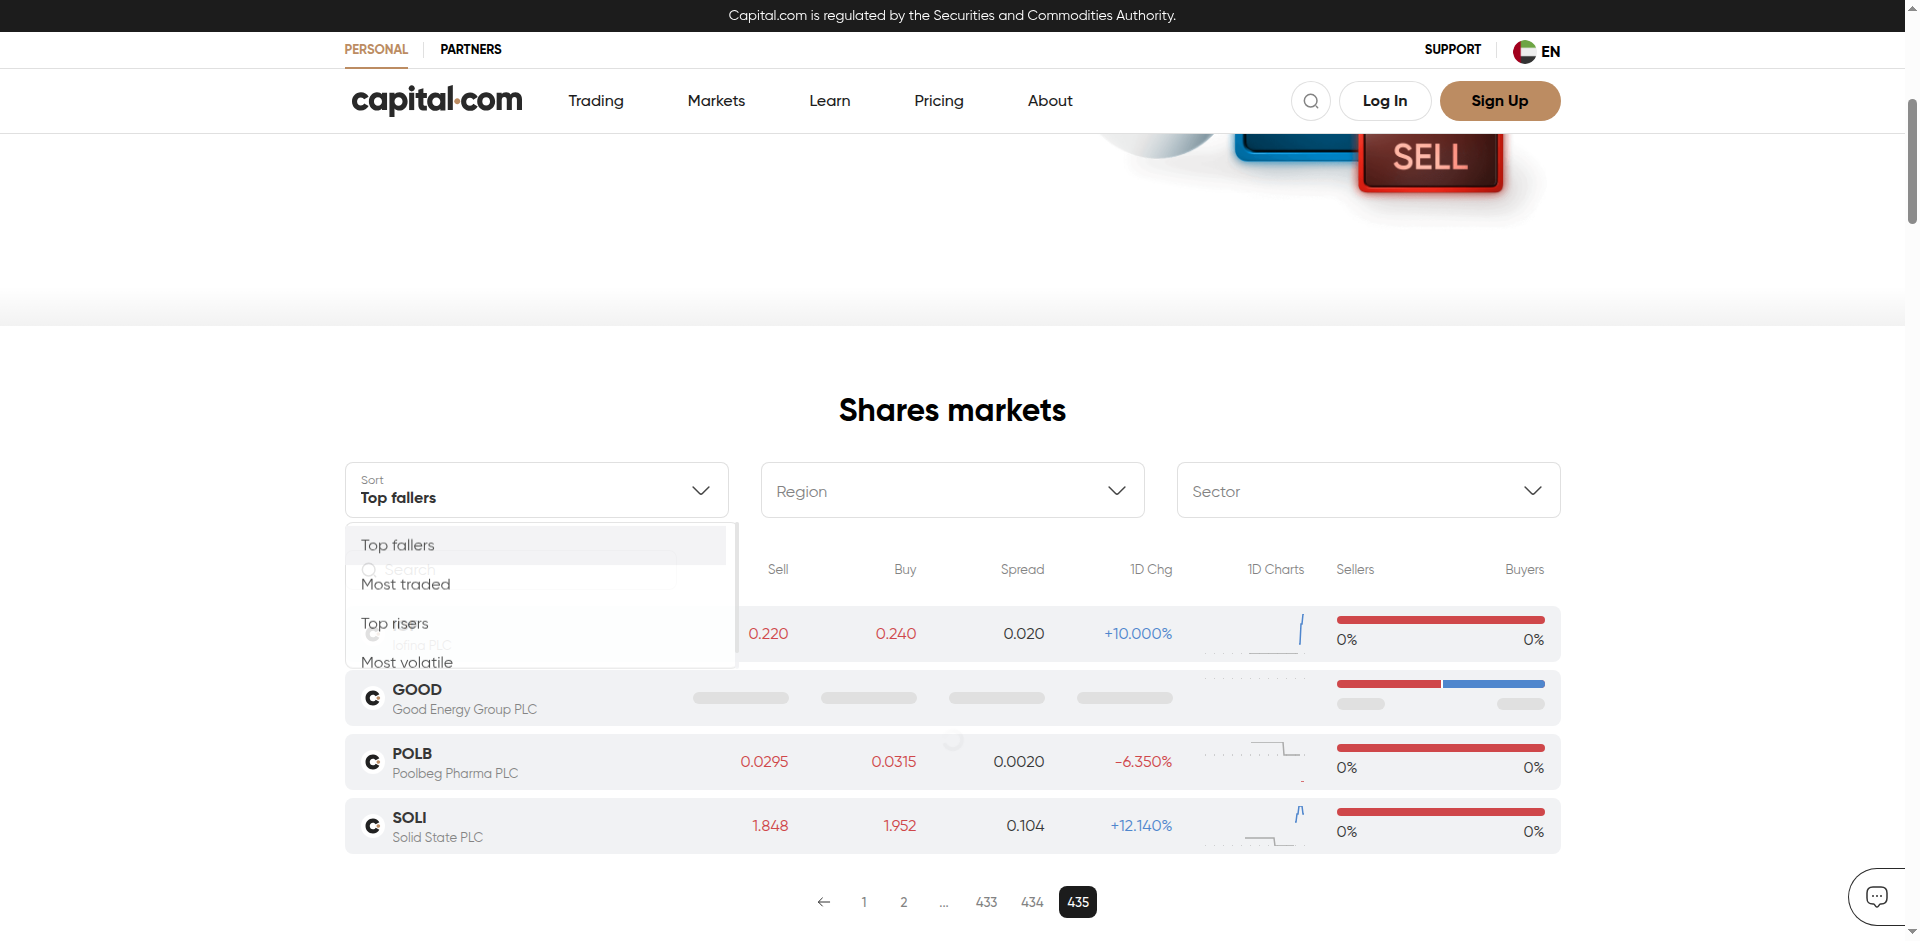 Capital.com is regulated by the Securities and Commodities Authority.
PERSONAL PARTNERS SUPPORT EN
capital.com Trading Markets Learn Pricing About Log In Sign Up
SELL
Shares markets
Sort
Top fallers
Region
Sector
Top fallers
Search
Most traded
Top risers
Most volatile
Sell Buy Spread 1D Chg 1D Charts Sellers Buyers
Iofina PLC
0.220 0.240 0.020 +10.000% 0% 0%
GOOD
Good Energy Group PLC
POLB
Poolbeg Pharma PLC
0.0295 0.0315 0.0020 -6.350% 0% 0%
SOLI
Solid State PLC
1.848 1.952 0.104 +12.140% 0% 0%
1 2 ... 433 434 435